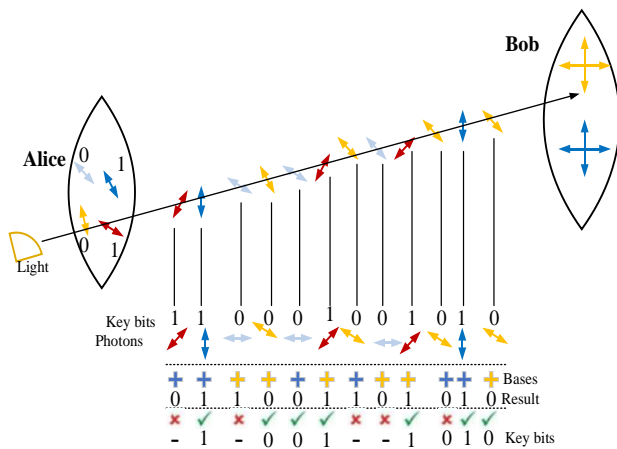 Bob
Alice
0 1
0 1
Light
Key bits 1 1 0 0 0 1 0 0 1 0 1 0
Photons
Bases
0 1 1 0 0 1 1 0 1 0 1 0 Result
- 1 - 0 0 1 - - 1 0 1 0 Key bits